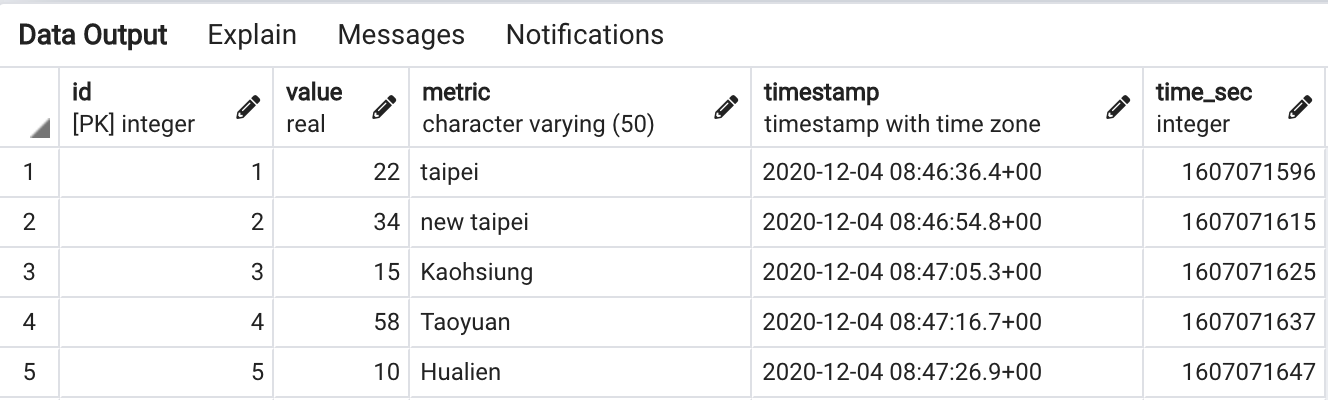 Data Output Explain Messages Notifications
id value metric timestamp time_sec
[PK] integer real character varying (50) timestamp with time zone integer
1 1 22 taipei 2020-12-04 08:46:36.4+00 1607071596
2 2 34 new taipei 2020-12-04 08:46:54.8+00 1607071615
3 3 15 Kaohsiung 2020-12-04 08:47:05.3+00 1607071625
4 4 58 Taoyuan 2020-12-04 08:47:16.7+00 1607071637
5 5 10 Hualien 2020-12-04 08:47:26.9+00 1607071647